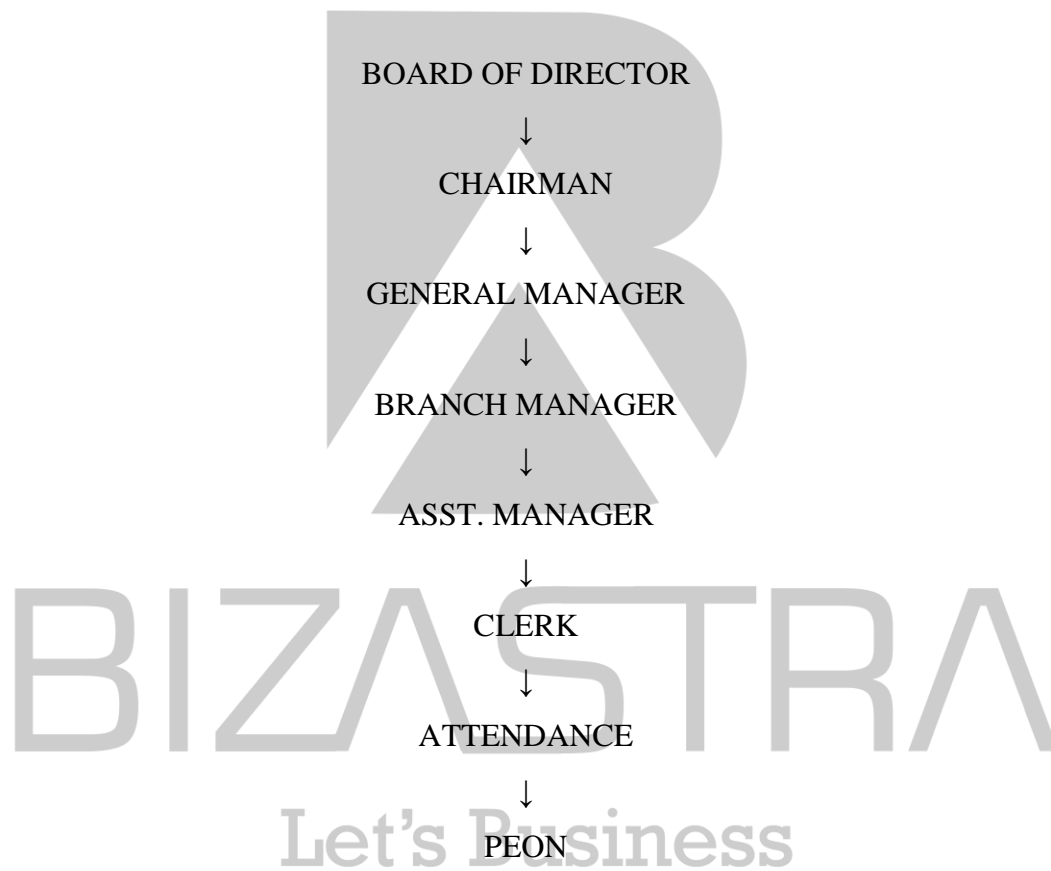 BOARD OF DIRECTOR
↓
CHAIRMAN
↓
GENERAL MANAGER
↓
BRANCH MANAGER
↓
ASST. MANAGER
↓
CLERK
↓
ATTENDANCE
↓
PEON
BIZASTRA
Let's Business